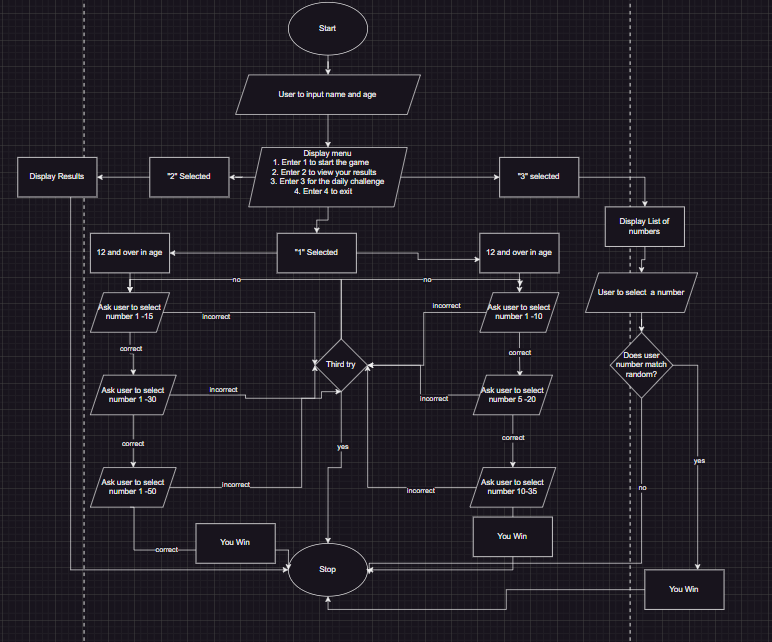 Start
User to input name and age
Display menu
1. Enter 1 to start the game
2. Enter 2 to view your results
3. Enter 3 for the daily challenge
4. Enter 4 to exit
Display Results
"2" Selected
"3" selected
Display List of
numbers
12 and over in age
"1" Selected
12 and over in age
no
no
User to select a number
Ask user to select
number 1 -15
incorrect
incorrect
Ask user to select
number 1 -10
correct
correct
Third try
Does user
number match
random?
Ask user to select
number 1 -30
incorrect
incorrect
Ask user to select
number 5 -20
correct
correct
yes
yes
Ask user to select
number 1 -50
incorrect
incorrect
Ask user to select
number 10-35
no
correct
You Win
You Win
Stop
You Win